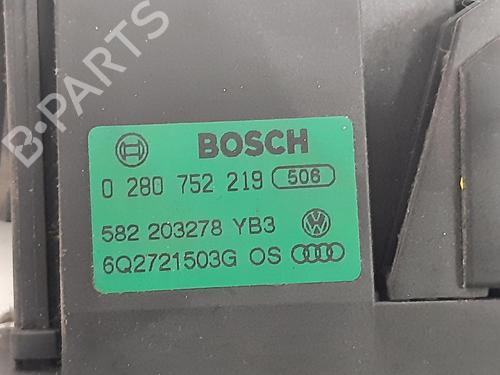 B-PARTS
BOSCH
0 280 752 219 506
582 203278 YB3
6Q2721503G OS